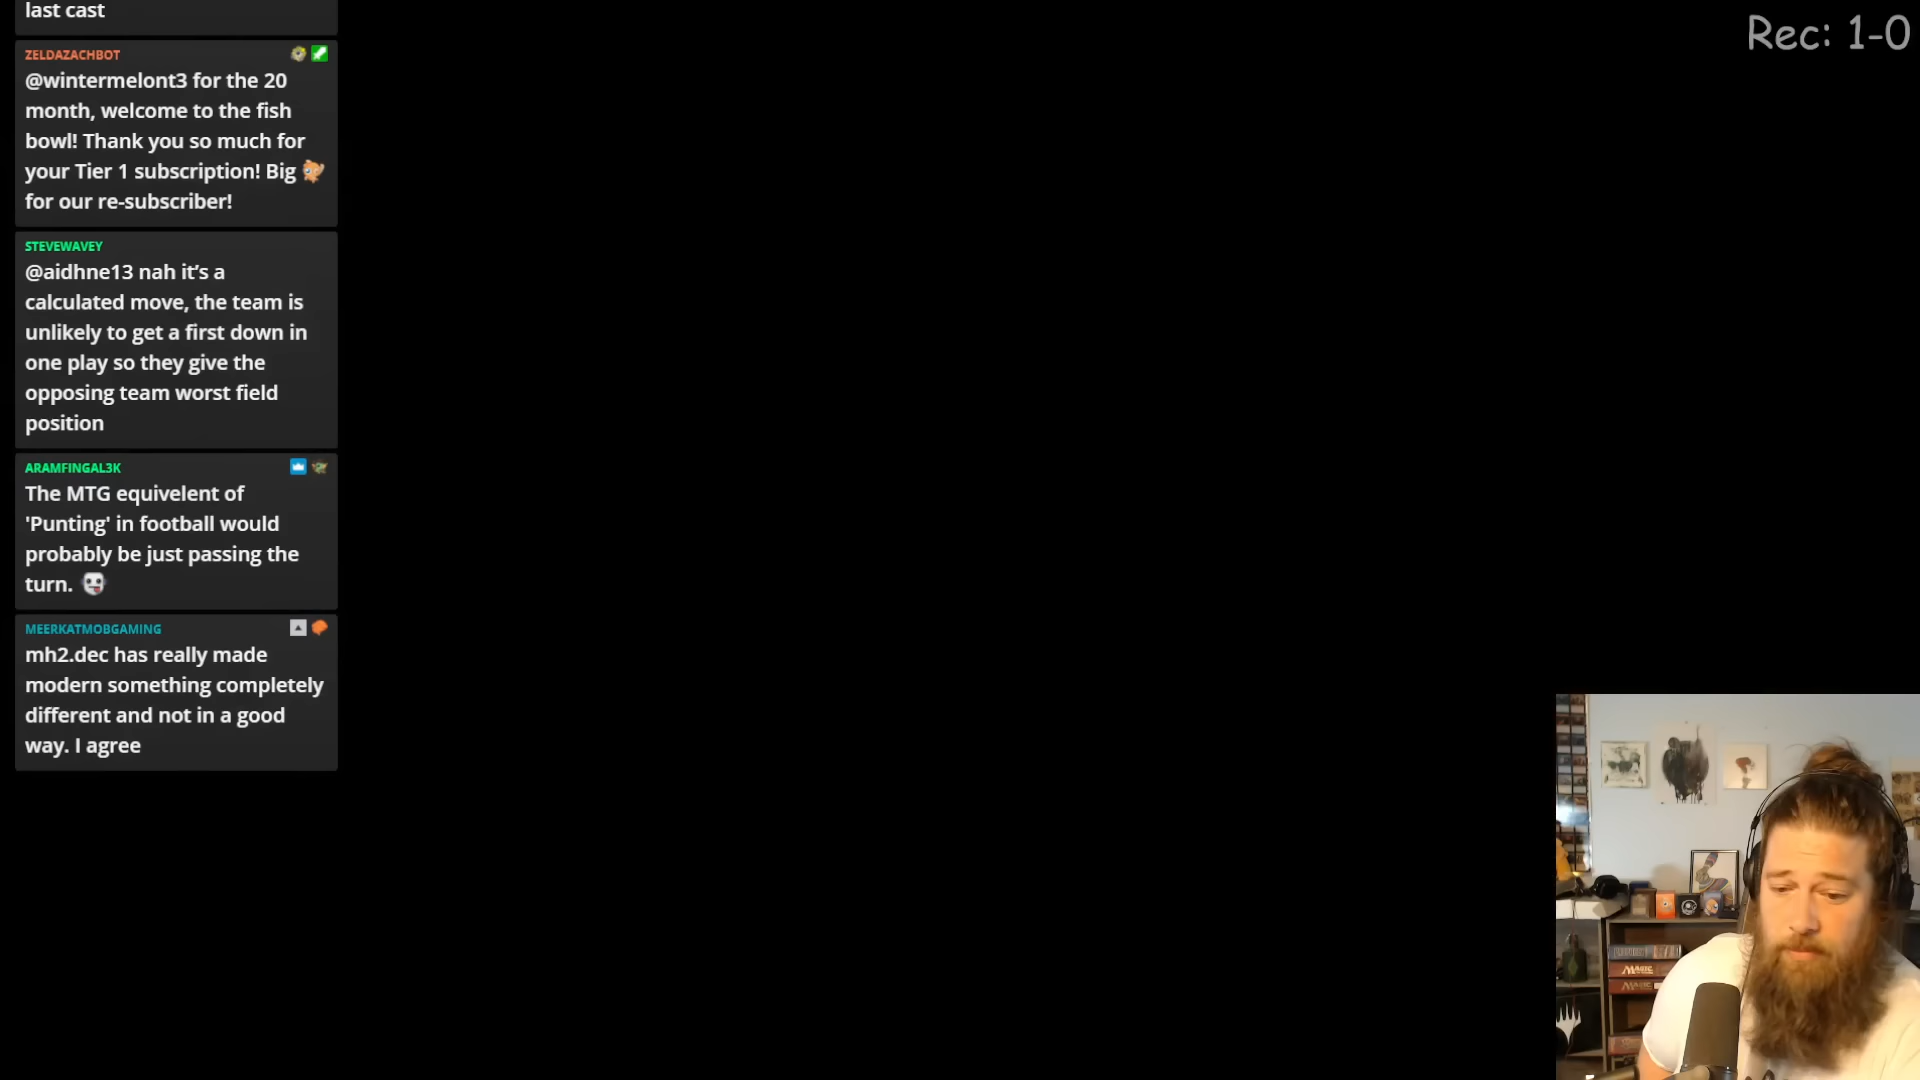 last cast
Rec: 1-0
ZELDAZACHBOT
@wintermelont3 for the 20
month, welcome to the fish
bowl! Thank you so much for
your Tier 1 subscription! Big
for our re-subscriber!
STEVEWAVEY
@aidhne13 nah it’s a
calculated move, the team is
unlikely to get a first down in
one play so they give the
opposing team worst field
position
ARAMFINGAL3K
The MTG equivelent of
'Punting' in football would
probably be just passing the
turn.
MEERKATMOBGAMING
mh2.dec has really made
modern something completely
different and not in a good
way. I agree
MAGIC